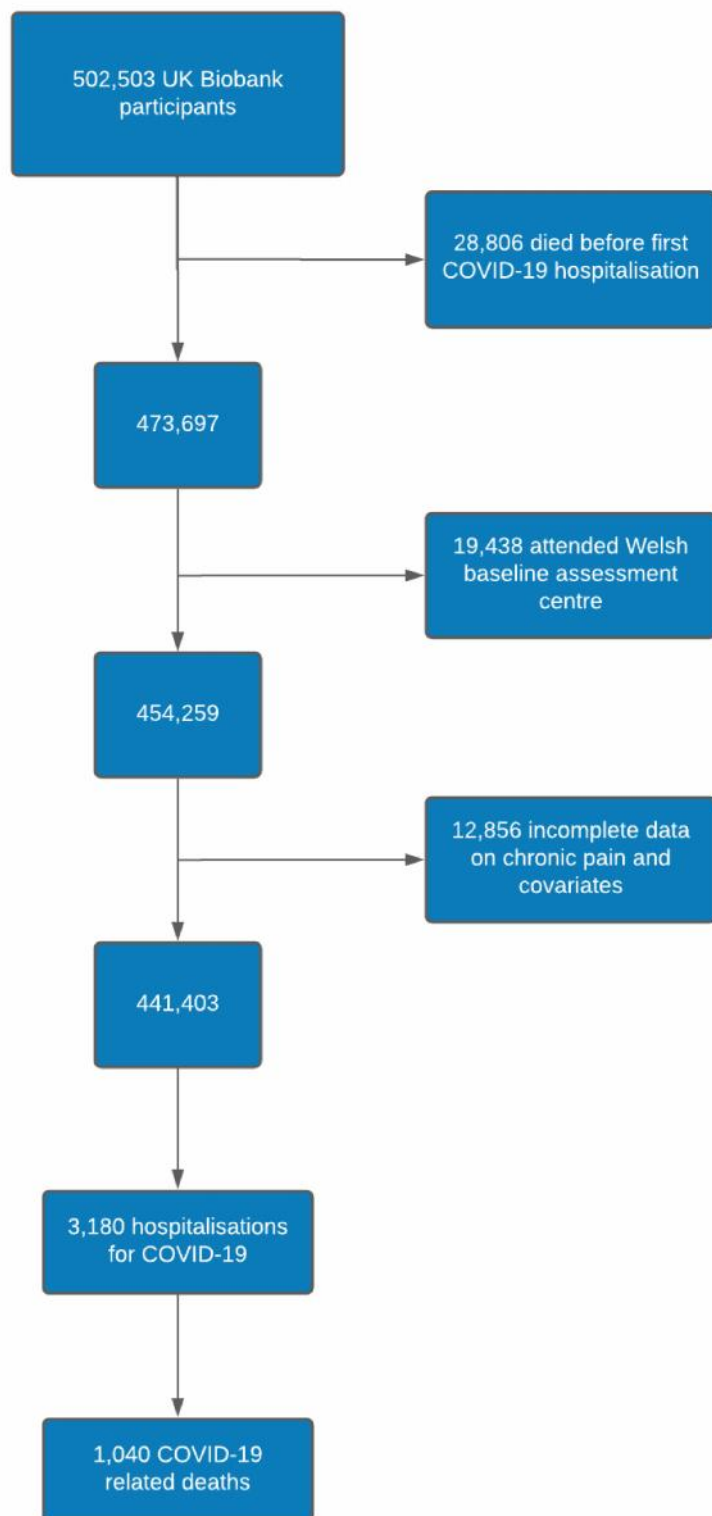 502,503 UK Biobank
participants
28,806 died before first
COVID-19 hospitalisation
473,697
19,438 attended Welsh
baseline assessment
centre
454,259
12,856 incomplete data
on chronic pain and
covariates
441,403
3,180 hospitalisations
for COVID-19
1,040 COVID-19
related deaths